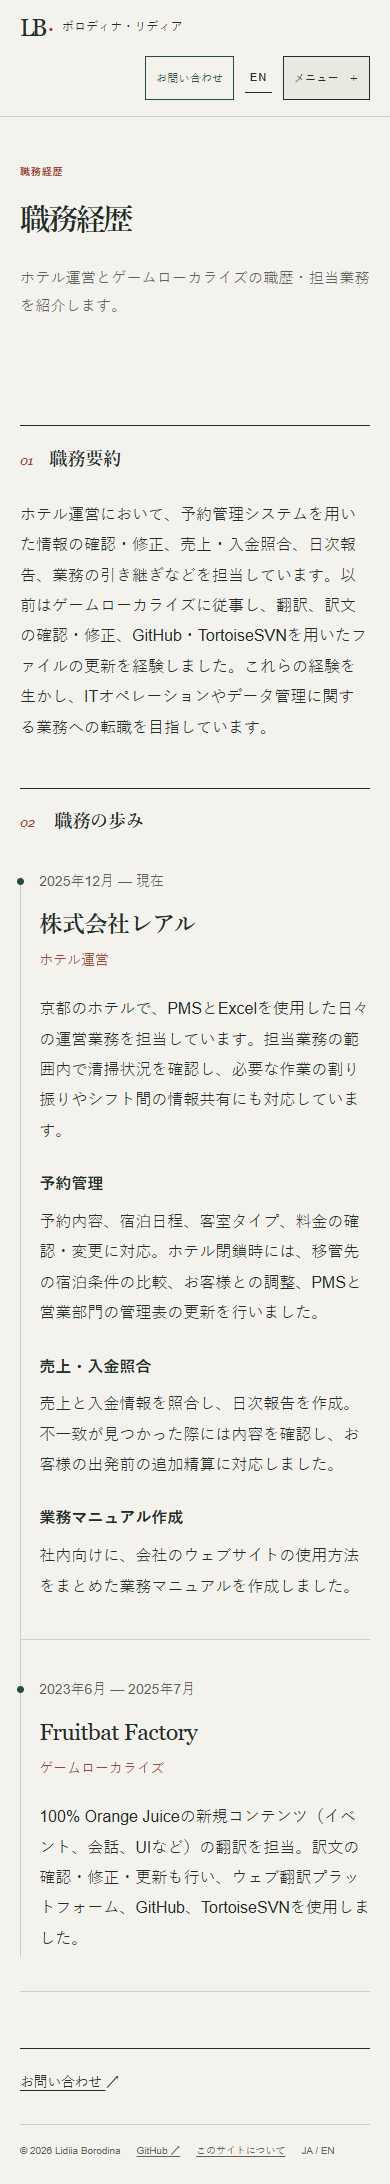 LB. ボロディナ・リディア
お問い合わせ EN メニュー +
職務経歴
職務経歴
ホテル運営とゲームローカライズの職歴・担当業務
を紹介します。
01 職務要約
ホテル運営において、予約管理システムを用い
た情報の確認・修正、売上・入金照合、日次報
告、業務の引き継ぎなどを担当しています。以
前はゲームローカライズに従事し、翻訳、訳文
の確認・修正、GitHub・TortoiseSVNを用いたフ
ァイルの更新を経験しました。これらの経験を
生かし、ITオペレーションやデータ管理に関す
る業務への転職を目指しています。
02 職務の歩み
2025年12月 — 現在
株式会社レアル
ホテル運営
京都のホテルで、PMSとExcelを使用した日々
の運営業務を担当しています。担当業務の範
囲内で清掃状況を確認し、必要な作業の割り
振りやシフト間の情報共有にも対応していま
す。
予約管理
予約内容、宿泊日程、客室タイプ、料金の確
認・変更に対応。ホテル閉鎖時には、移管先
の宿泊条件の比較、お客様との調整、PMSと
営業部門の管理表の更新を行いました。
売上・入金照合
売上と入金情報を照合し、日次報告を作成。
不一致が見つかった際には内容を確認し、お
客様の出発前の追加精算に対応しました。
業務マニュアル作成
社内向けに、会社のウェブサイトの使用方法
をまとめた業務マニュアルを作成しました。
2023年6月 — 2025年7月
Fruitbat Factory
ゲームローカライズ
100% Orange Juiceの新規コンテンツ（イベ
ント、会話、UIなど）の翻訳を担当。訳文の
確認・修正・更新も行い、ウェブ翻訳プラッ
トフォーム、GitHub、TortoiseSVNを使用しま
した。
お問い合わせ ↗
© 2026 Lidiia Borodina GitHub ↗ このサイトについて JA / EN